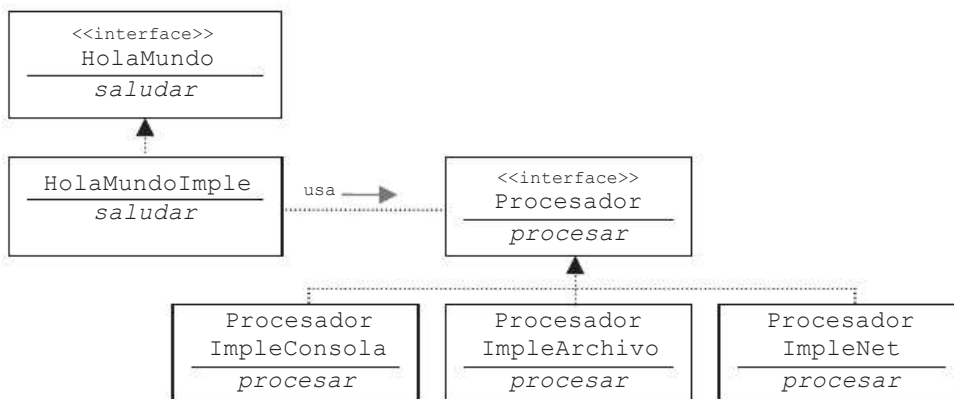 <<interface>>
HolaMundo
saludar
HolaMundoImple
saludar
usa
<<interface>>
Procesador
procesar
Procesador
ImpleConsola
procesar
Procesador
ImpleArchivo
procesar
Procesador
ImpleNet
procesar